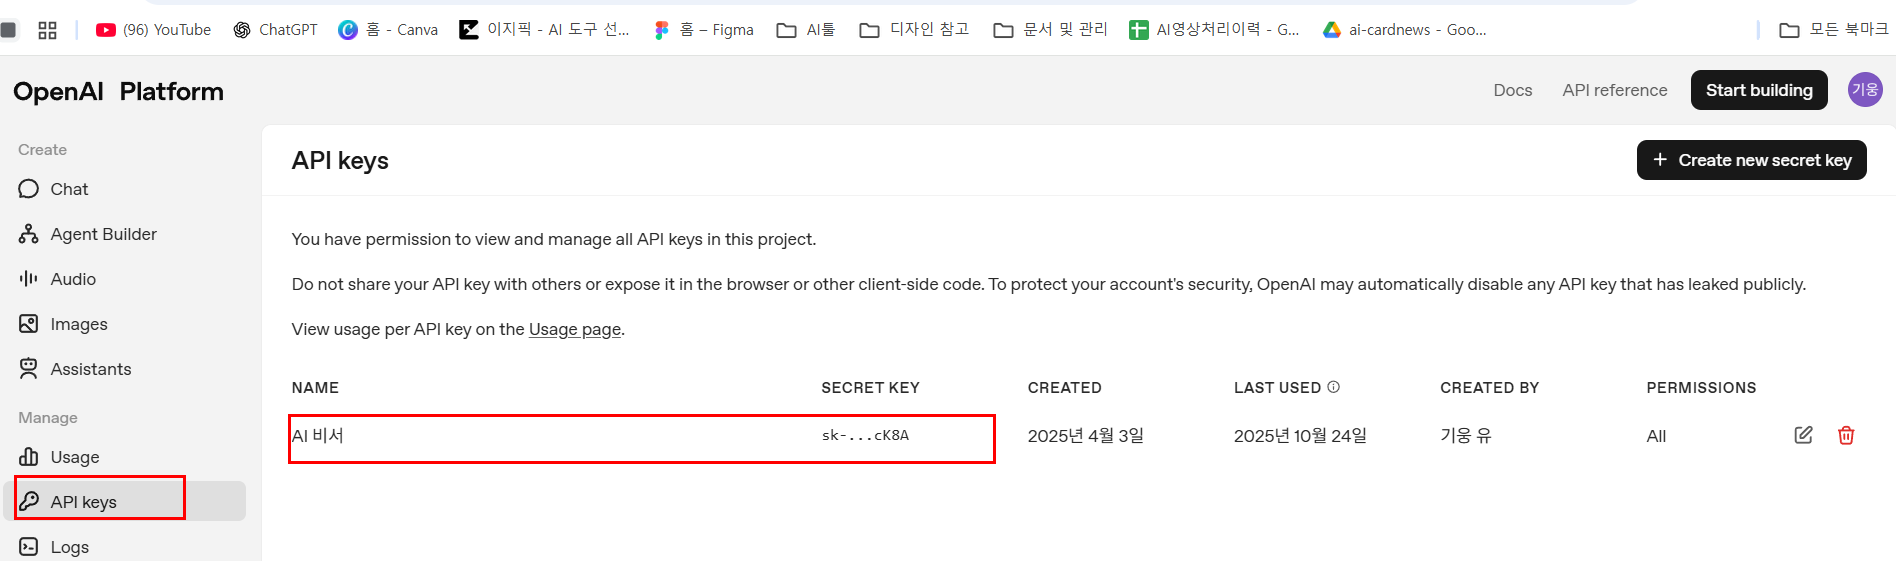 (96) YouTube ChatGPT 홈 - Canva 이지픽 - AI 도구 선... 홈 – Figma AI툴 디자인 참고 문서 및 관리 AI영상처리이력 - G... ai-cardnews - Goo... 모든 북마크
OpenAI Platform
Docs API reference Start building 기웅
Create
Chat
Agent Builder
Audio
Images
Assistants
Manage
Usage
API keys
Logs
API keys
+ Create new secret key
You have permission to view and manage all API keys in this project.
Do not share your API key with others or expose it in the browser or other client-side code. To protect your account's security, OpenAI may automatically disable any API key that has leaked publicly.
View usage per API key on the Usage page.
NAME SECRET KEY CREATED LAST USED CREATED BY PERMISSIONS
AI 비서 sk-...cK8A 2025년 4월 3일 2025년 10월 24일 기웅 유 All